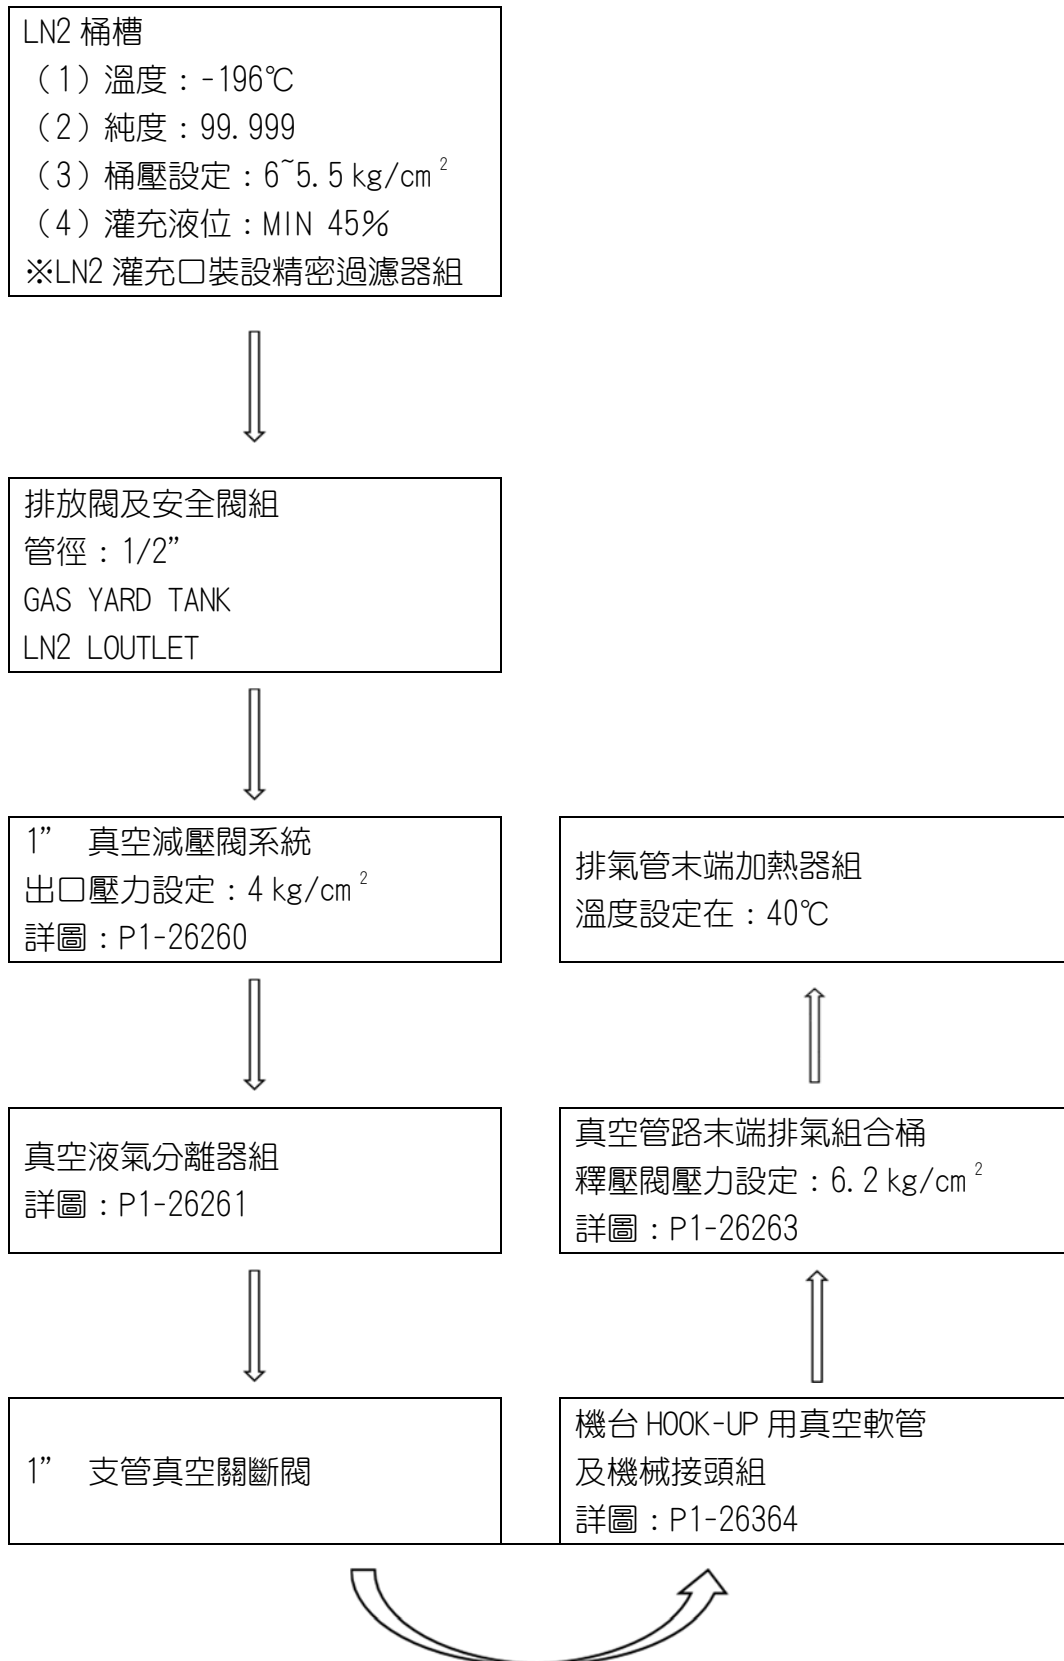 LN2 桶槽
（1）溫度：-196℃
（2）純度：99.999
（3）桶壓設定：6~5.5 kg/cm²
（4）灌充液位：MIN 45%
※LN2 灌充口裝設精密過濾器組
排放閥及安全閥組
管徑：1/2”
GAS YARD TANK
LN2 LOUTLET
1” 真空減壓閥系統
出口壓力設定：4 kg/cm²
詳圖：P1-26260
真空液氣分離器組
詳圖：P1-26261
1” 支管真空關斷閥
機台 HOOK-UP 用真空軟管
及機械接頭組
詳圖：P1-26364
真空管路末端排氣組合桶
釋壓閥壓力設定：6.2 kg/cm²
詳圖：P1-26263
排氣管末端加熱器組
溫度設定在：40℃